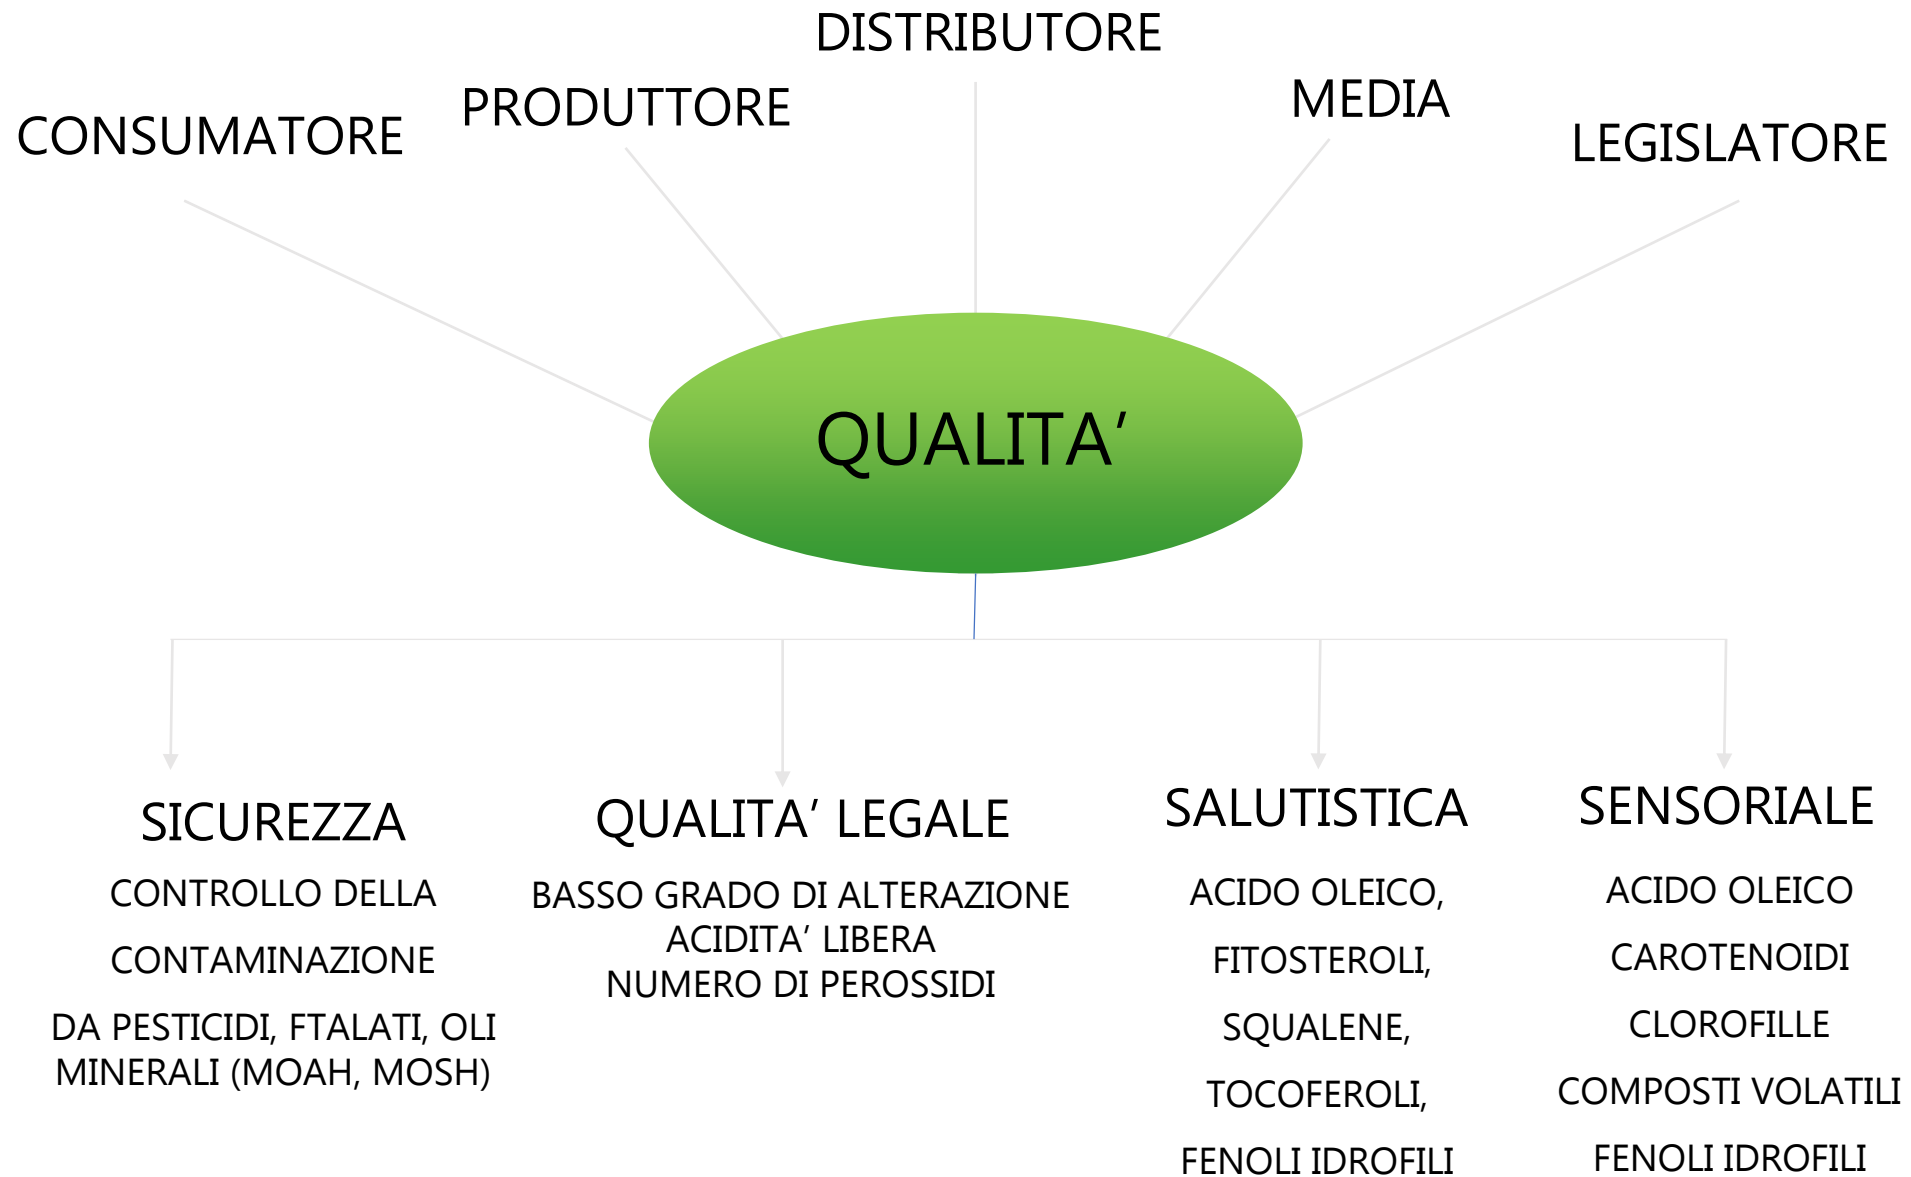 DISTRIBUTORE
PRODUTTORE
MEDIA
CONSUMATORE
LEGISLATORE
QUALITA’
SICUREZZA
CONTROLLO DELLA
CONTAMINAZIONE
DA PESTICIDI, FTALATI, OLI
MINERALI (MOAH, MOSH)
QUALITA’ LEGALE
BASSO GRADO DI ALTERAZIONE
ACIDITA’ LIBERA
NUMERO DI PEROSSIDI
SALUTISTICA
ACIDO OLEICO,
FITOSTEROLI,
SQUALENE,
TOCOFEROLI,
FENOLI IDROFILI
SENSORIALE
ACIDO OLEICO
CAROTENOIDI
CLOROFILLE
COMPOSTI VOLATILI
FENOLI IDROFILI